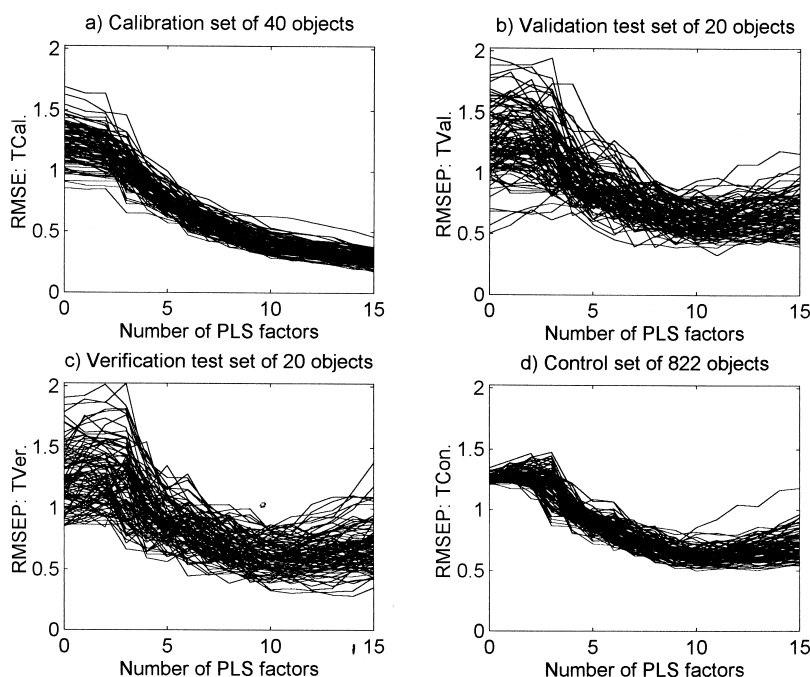 a) Calibration set of 40 objects
2
1.5
1
0.5
0
RMSE: TCal.
0 5 10 15
Number of PLS factors
b) Validation test set of 20 objects
2
1.5
1
0.5
0
RMSEP: TVal.
0 5 10 15
Number of PLS factors
c) Verification test set of 20 objects
2
1.5
1
0.5
0
RMSEP: TVer.
0 5 10 15
Number of PLS factors
d) Control set of 822 objects
2
1.5
1
0.5
0
RMSEP: TCon.
0 5 10 15
Number of PLS factors